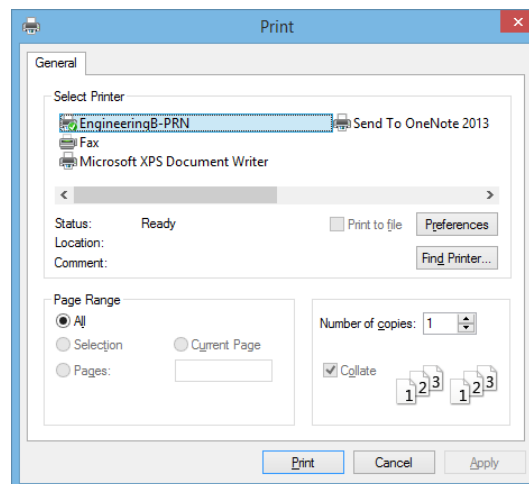 Print
General
Select Printer
EngineeringB-PRN
Send To OneNote 2013
Fax
Microsoft XPS Document Writer
Status: Ready
Print to file
Preferences
Location:
Comment:
Find Printer...
Page Range
All
Selection
Current Page
Pages:
Number of copies: 1
Collate
1 2 3 1 2 3
Print
Cancel
Apply